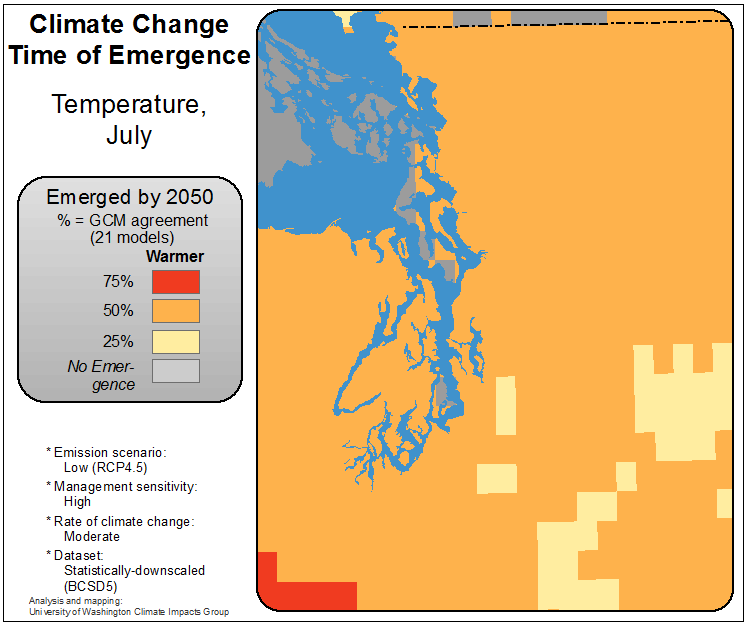 Climate Change
Time of Emergence
Temperature,
July
Emerged by 2050
% = GCM agreement
(21 models)
Warmer
75%
50%
25%
No Emer-
gence
* Emission scenario:
Low (RCP4.5)
* Management sensitivity:
High
* Rate of climate change:
Moderate
* Dataset:
Statistically-downscaled
(BCSD5)
Analysis and mapping:
University of Washington Climate Impacts Group